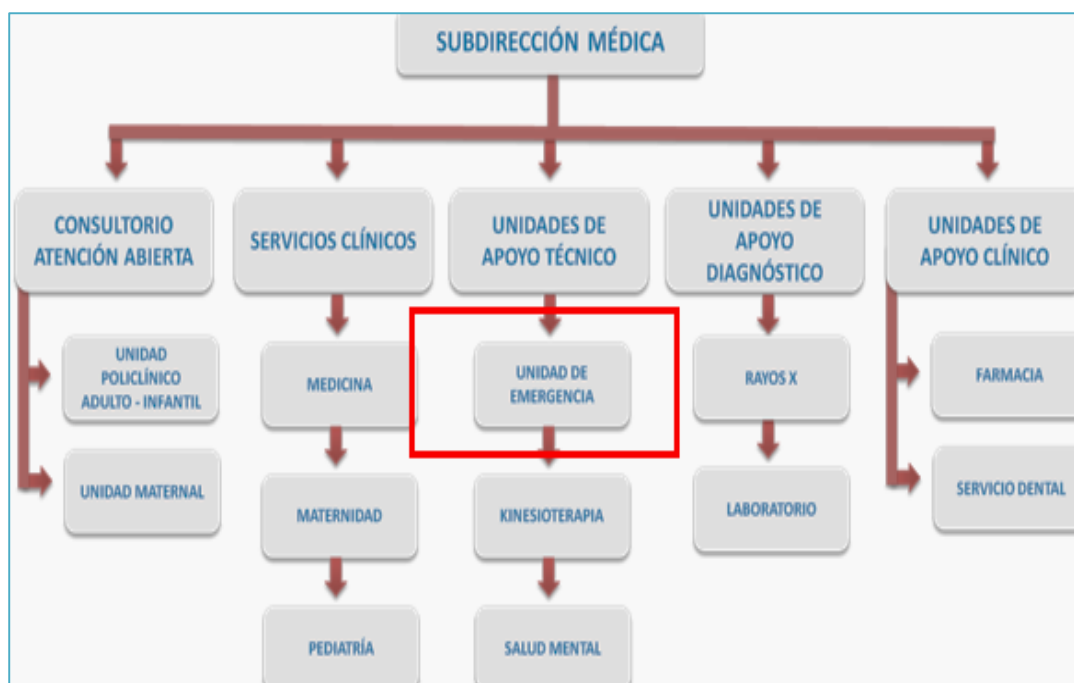 SUBDIRECCIÓN MÉDICA
CONSULTORIO
ATENCIÓN ABIERTA
SERVICIOS CLÍNICOS
UNIDADES DE
APOYO TÉCNICO
UNIDADES DE
APOYO
DIAGNÓSTICO
UNIDADES DE
APOYO CLÍNICO
UNIDAD
POLICLÍNICO
ADULTO - INFANTIL
MEDICINA
UNIDAD DE
EMERGENCIA
RAYOS X
FARMACIA
UNIDAD MATERNAL
MATERNIDAD
KINESIOTERAPIA
LABORATORIO
SERVICIO DENTAL
PEDIATRÍA
SALUD MENTAL